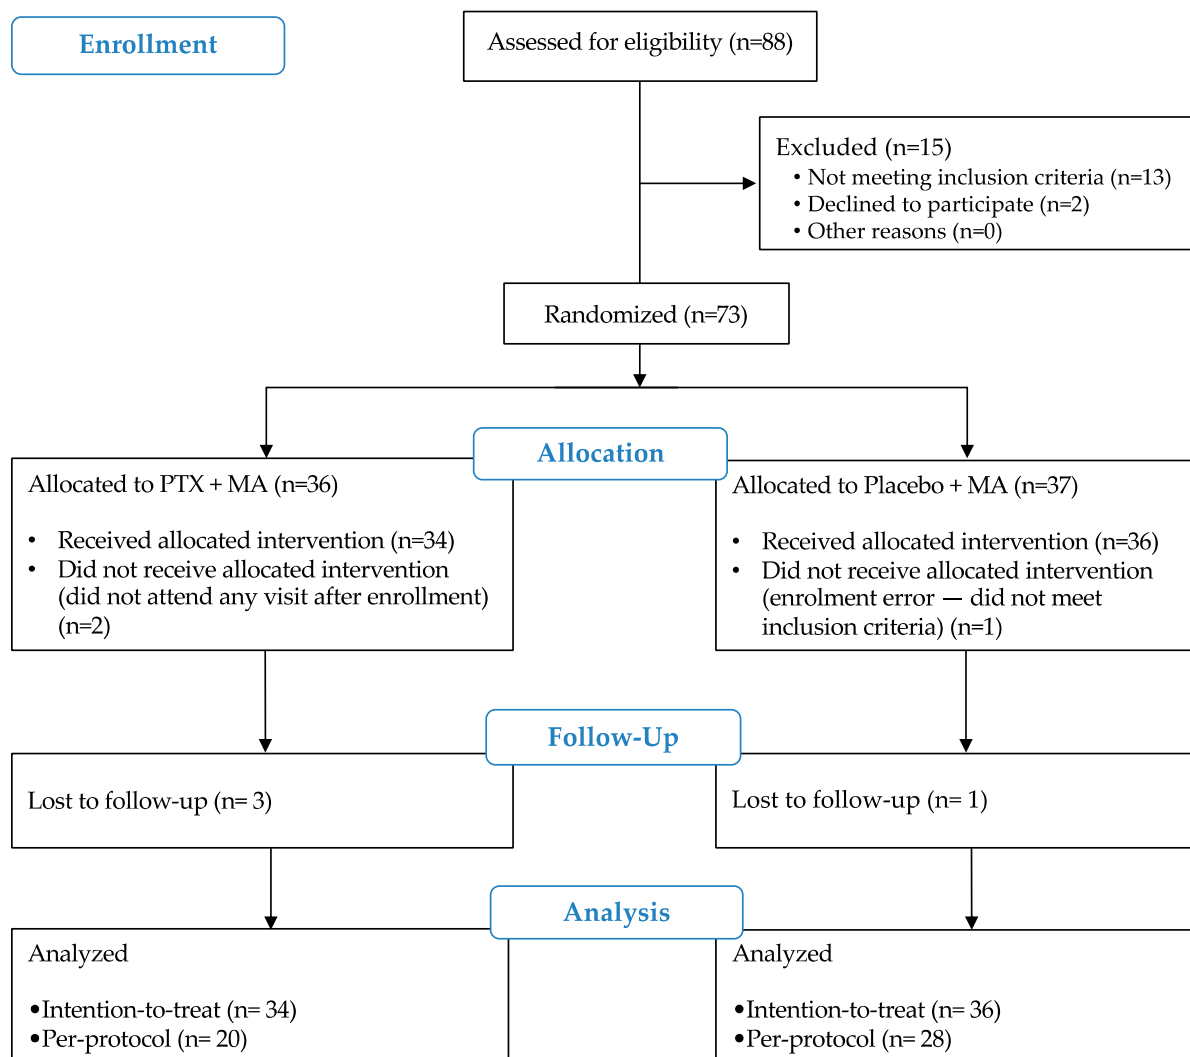 Enrollment
Assessed for eligibility (n=88)
Excluded (n=15)
• Not meeting inclusion criteria (n=13)
• Declined to participate (n=2)
• Other reasons (n=0)
Randomized (n=73)
Allocation
Allocated to PTX + MA (n=36)
• Received allocated intervention (n=34)
• Did not receive allocated intervention
(did not attend any visit after enrollment)
(n=2)
Allocated to Placebo + MA (n=37)
• Received allocated intervention (n=36)
• Did not receive allocated intervention
(enrolment error — did not meet
inclusion criteria) (n=1)
Follow-Up
Lost to follow-up (n= 3)
Lost to follow-up (n= 1)
Analysis
Analyzed
•Intention-to-treat (n= 34)
•Per-protocol (n= 20)
Analyzed
•Intention-to-treat (n= 36)
•Per-protocol (n= 28)